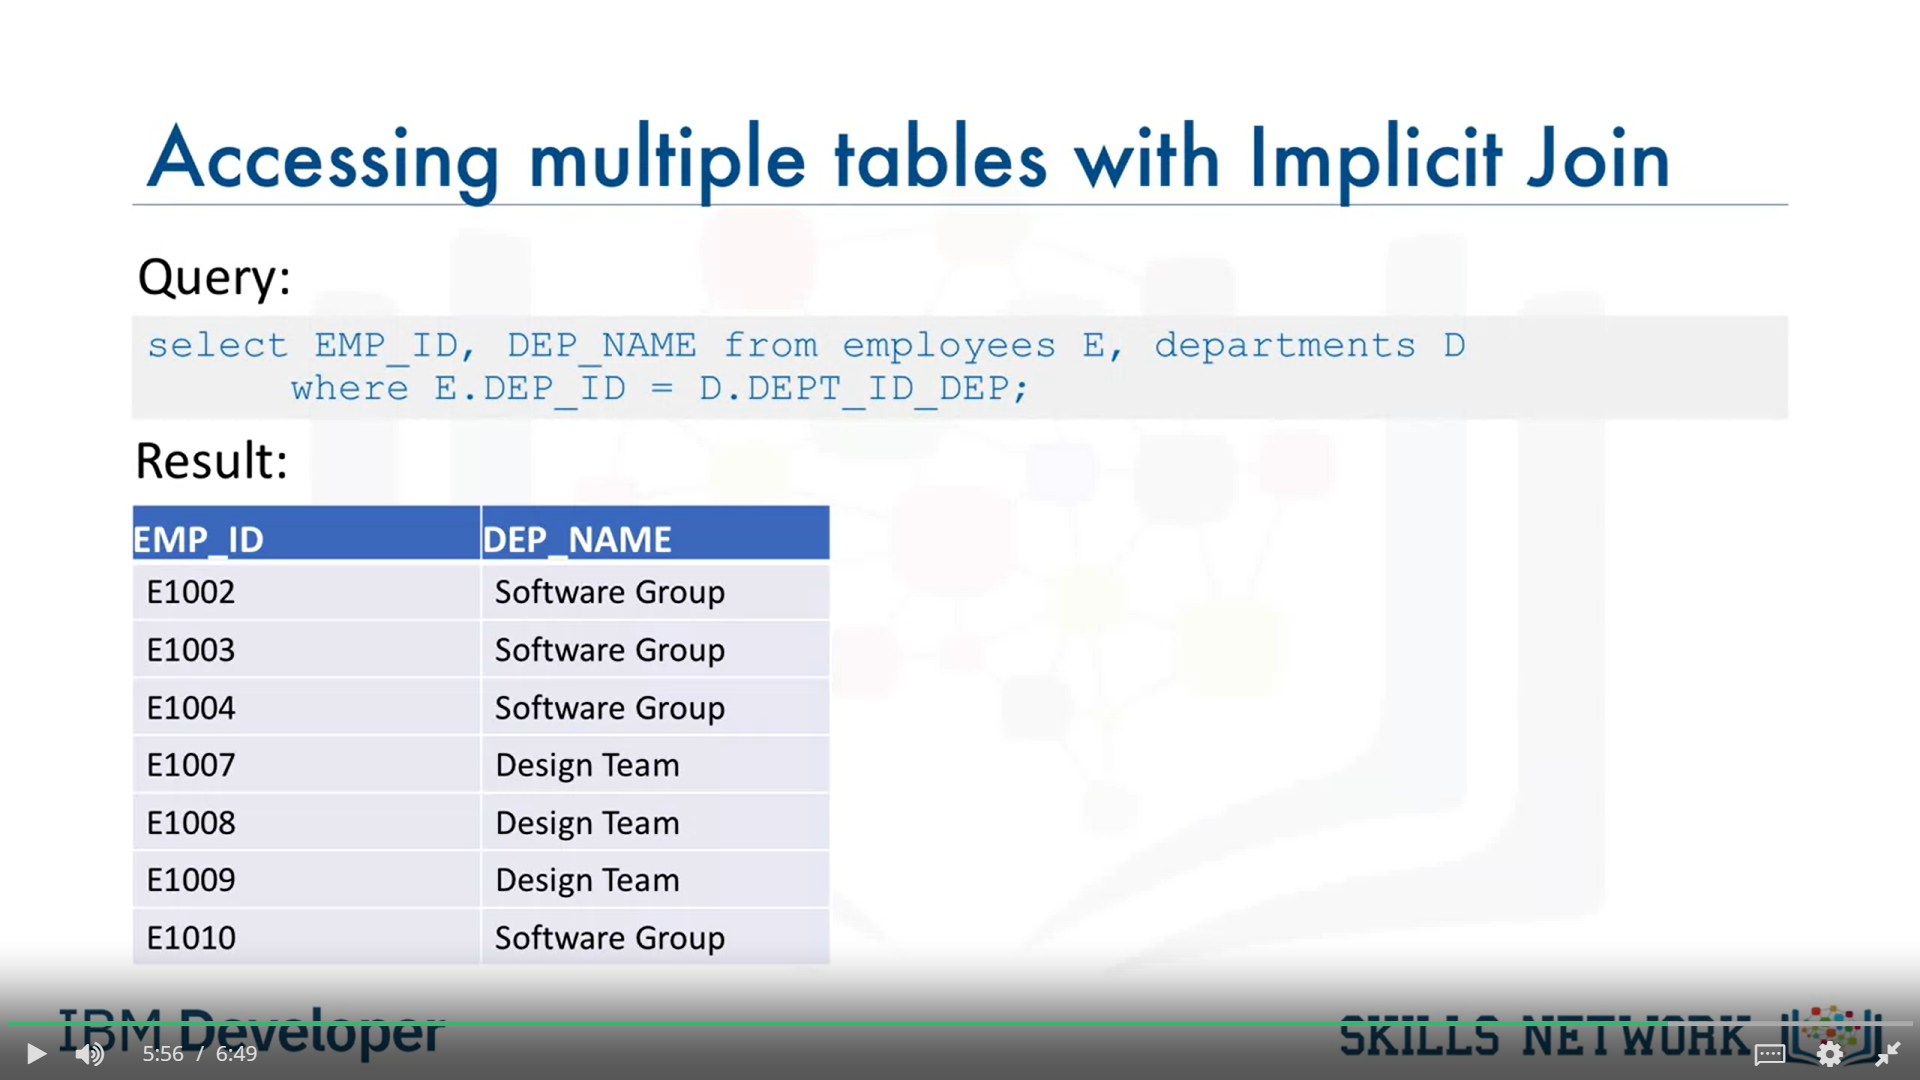 Accessing multiple tables with Implicit Join
Query:
select EMP_ID, DEP_NAME from employees E, departments D
where E.DEP_ID = D.DEPT_ID_DEP;
Result:
EMP_ID DEP_NAME
E1002 Software Group
E1003 Software Group
E1004 Software Group
E1007 Design Team
E1008 Design Team
E1009 Design Team
E1010 Software Group
IBM Developer
SKILLS NETWORK
5:56 / 6:49